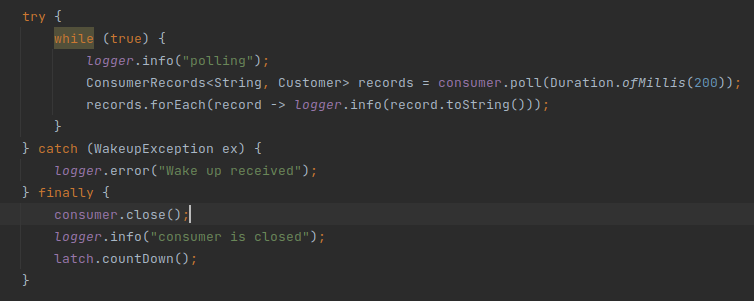 try {
    while (true) {
        logger.info("polling");
        ConsumerRecords<String, Customer> records = consumer.poll(Duration.ofMillis(200));
        records.forEach(record -> logger.info(record.toString()));
    }
} catch (WakeupException ex) {
    logger.error("Wake up received");
} finally {
    consumer.close();
    logger.info("consumer is closed");
    latch.countDown();
}